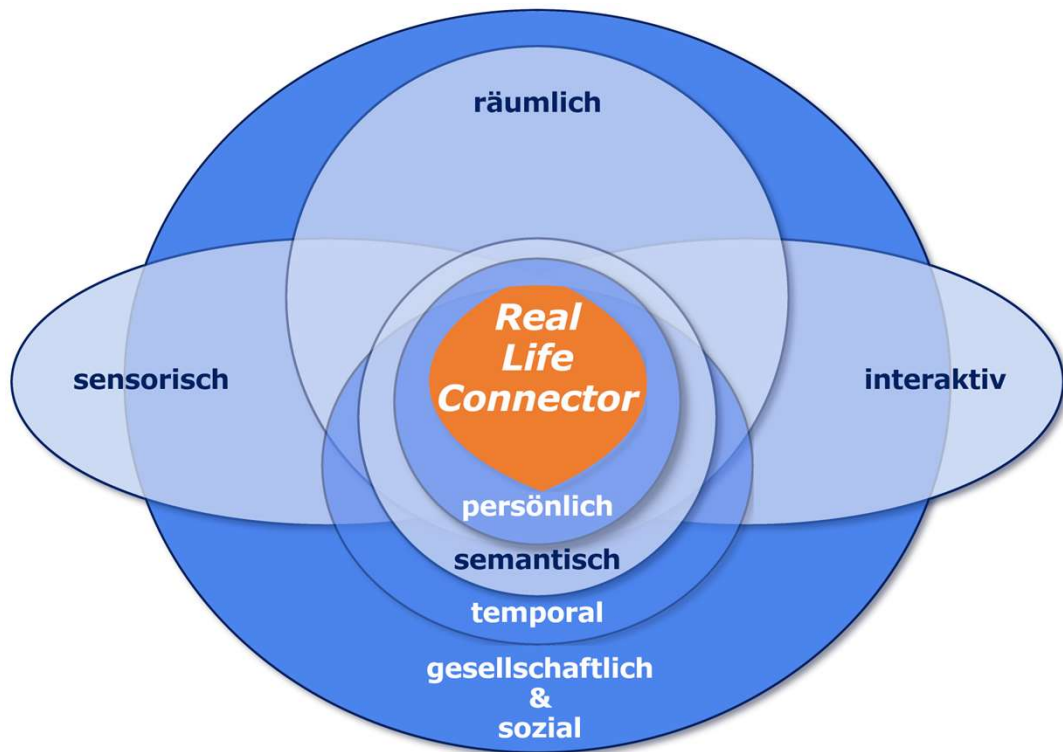 räumlich
Real
Life
Connector
sensorisch
interaktiv
persönlich
semantisch
temporal
gesellschaftlich
&
sozial